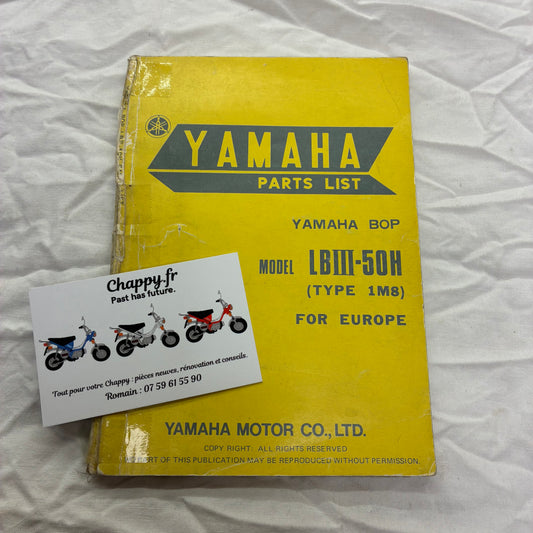 YAMAHA
PARTS LIST
YAMAHA BOP
MODEL LBIII-50H
(TYPE 1M8)
FOR EUROPE
YAMAHA MOTOR CO., LTD.
COPY RIGHT: ALL RIGHTS RESERVED
PART OF THIS PUBLICATION MAY BE REPRODUCED WITHOUT PERMISSION.
Chappy.fr
Past has future.
Tout pour votre Chappy : pièces neuves, rénovation et conseils.
Romain : 07 59 61 55 90